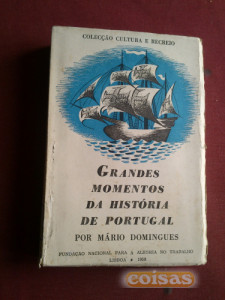 COLECÇÃO CULTURA E RECREIO
GRANDES
MOMENTOS
DA HISTÓRIA
DE PORTUGAL
POR MÁRIO DOMINGUES
FUNDAÇÃO NACIONAL PARA A ALEGRIA NO TRABALHO
LISBOA
coisas